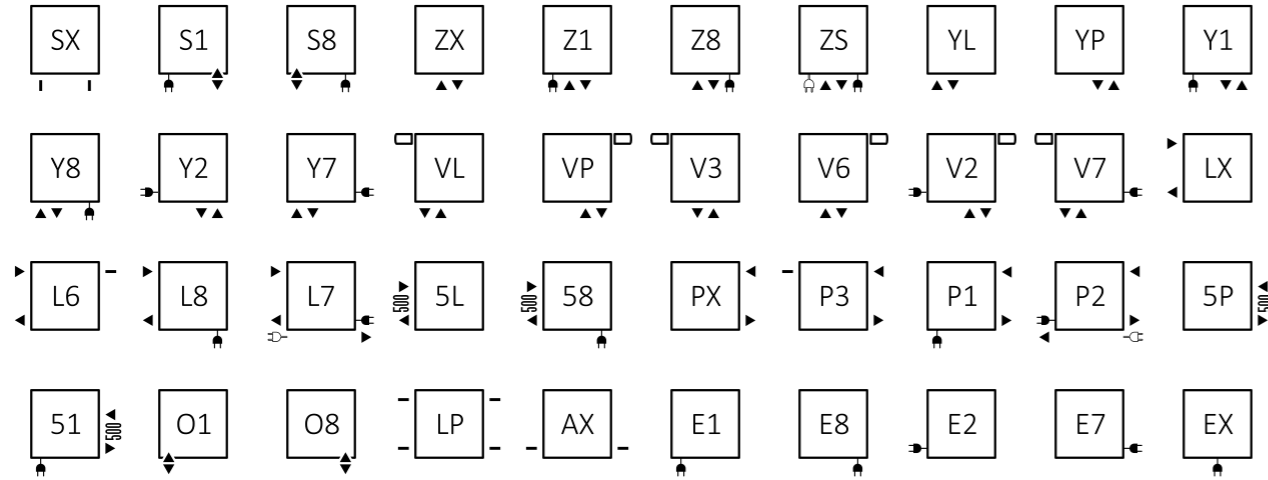 SX S1 S8 ZX Z1 Z8 ZS YL YP Y1
Y8 Y2 Y7 VL VP V3 V6 V2 V7 LX
L6 L8 L7 500 5L 500 58 PX P3 P1 P2 5P 500
51 500 O1 O8 LP AX E1 E8 E2 E7 EX